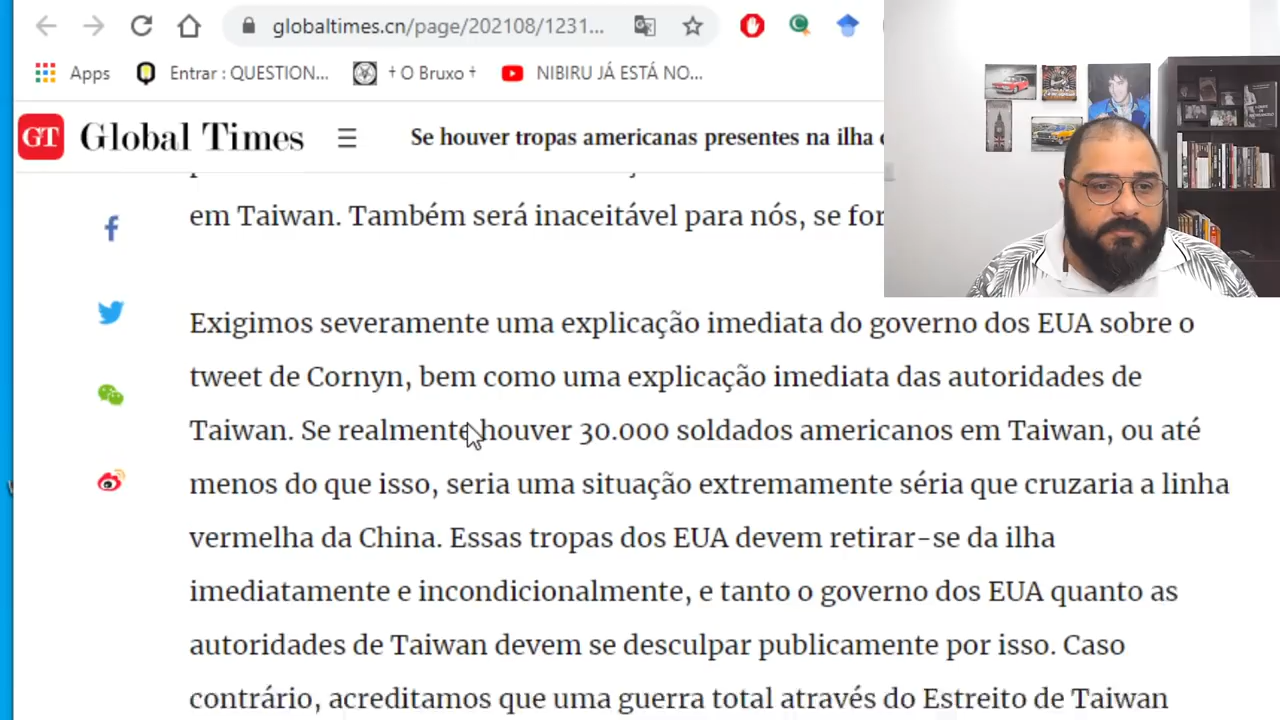 globaltimes.cn/page/202108/1231...
Apps
Entrar : QUESTION...
† O Bruxo †
NIBIRU JÁ ESTÁ NO...
GT
Global Times
Se houver tropas americanas presentes na ilha
em Taiwan. Também será inaceitável para nós, se
Exigimos severamente uma explicação imediata do governo dos EUA sobre o
tweet de Cornyn, bem como uma explicação imediata das autoridades de
Taiwan. Se realmente houver 30.000 soldados americanos em Taiwan, ou até
menos do que isso, seria uma situação extremamente séria que cruzaria a linha
vermelha da China. Essas tropas dos EUA devem retirar-se da ilha
imediatamente e incondicionalmente, e tanto o governo dos EUA quanto as
autoridades de Taiwan devem se desculpar publicamente por isso. Caso
contrário, acreditamos que uma guerra total através do Estreito de Taiwan